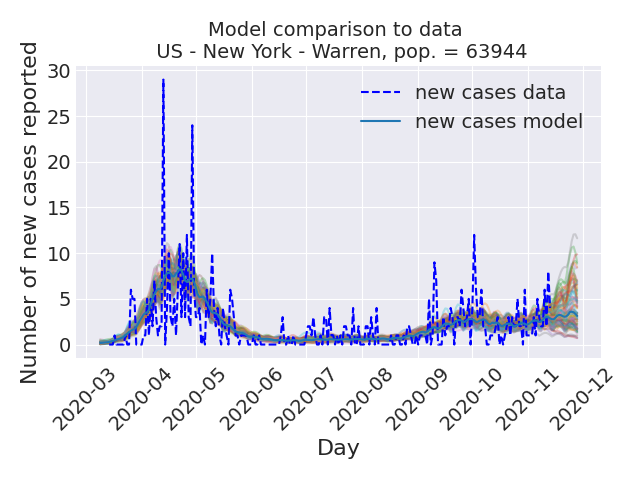 Model comparison to data
US - New York - Warren, pop. = 63944
Number of new cases reported
30
25
20
15
10
5
0
new cases data
new cases model
2020-03
2020-04
2020-05
2020-06
2020-07
2020-08
2020-09
2020-10
2020-11
2020-12
Day